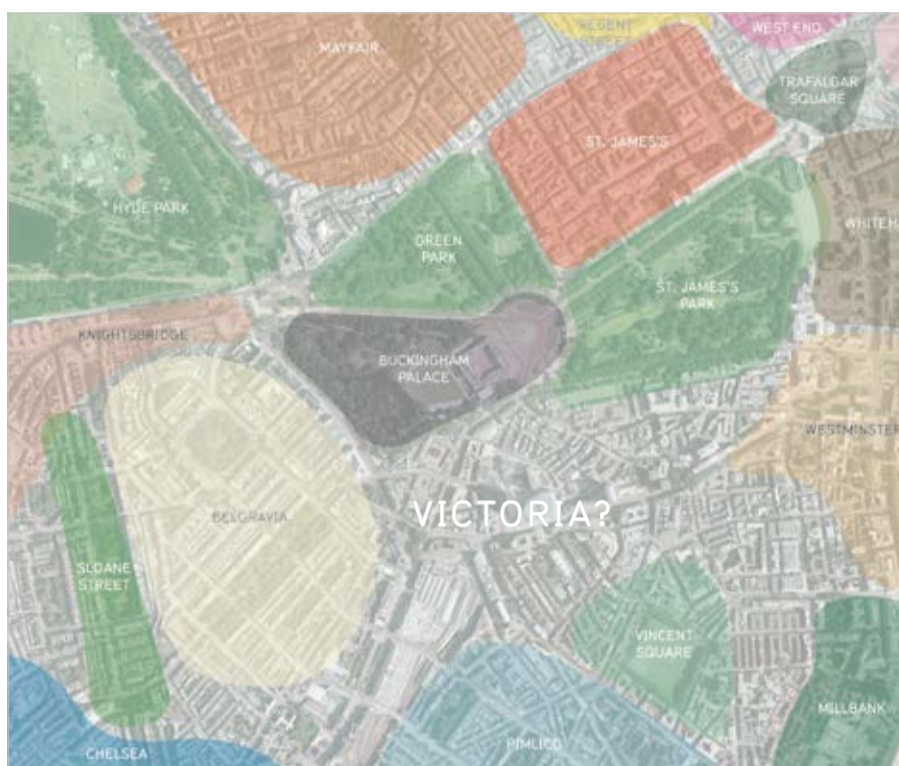 REGENT
STREET
WEST END
MAYFAIR
TRAFALGAR
SQUARE
ST. JAMES'S
HYDE PARK
WHITEH
GREEN
PARK
ST. JAMES'S
PARK
KNIGHTSBRIDGE
BUCKINGHAM
PALACE
WESTMINSTER
VICTORIA?
BELGRAVIA
SLOANE
STREET
VINCENT
SQUARE
MILLBANK
PIMLICO
CHELSEA